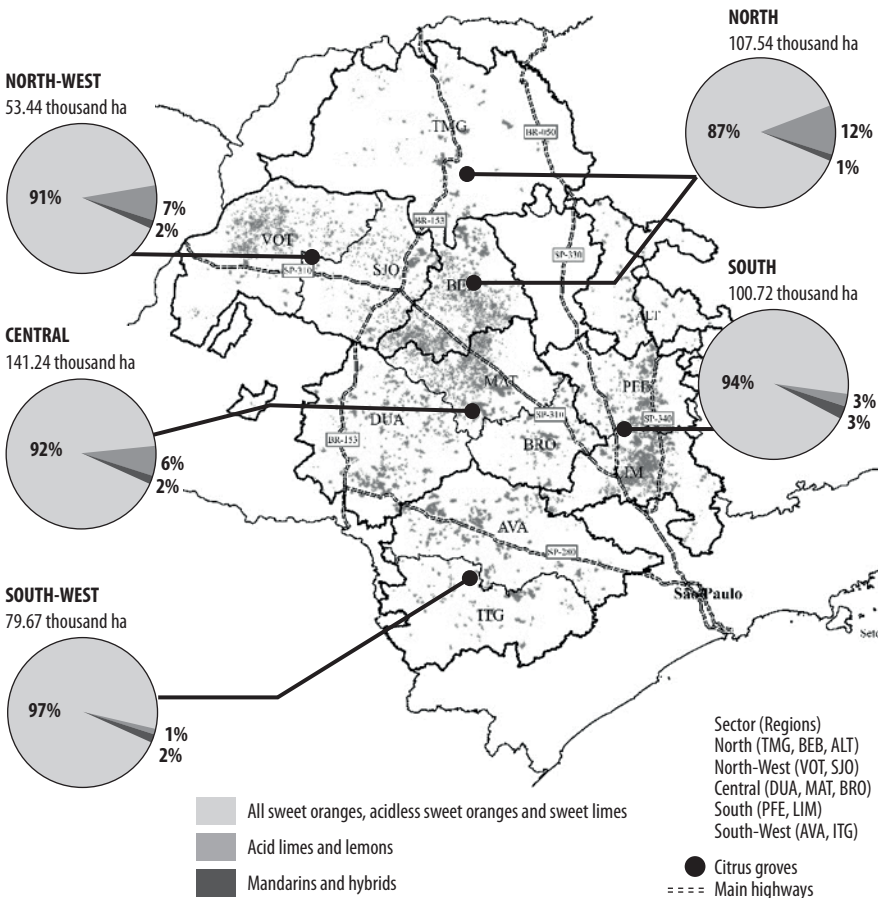 NORTH
107.54 thousand ha
87%
12%
1%
NORTH-WEST
53.44 thousand ha
91%
7%
2%
TMG
BR-050
BR-153
VOT
SP-310
SJO
SP-330
SOUTH
100.72 thousand ha
94%
3%
3%
ALT
CENTRAL
141.24 thousand ha
92%
6%
2%
MAT
PFE
DUA
SP-310
SP-340
BR-153
BRO
LIM
AVA
SP-280
SOUTH-WEST
79.67 thousand ha
97%
1%
2%
ITG
São Paulo
Sector (Regions)
North (TMG, BEB, ALT)
North-West (VOT, SJO)
Central (DUA, MAT, BRO)
South (PFE, LIM)
South-West (AVA, ITG)
All sweet oranges, acidless sweet oranges and sweet limes
Acid limes and lemons
Mandarins and hybrids
Citrus groves
Main highways